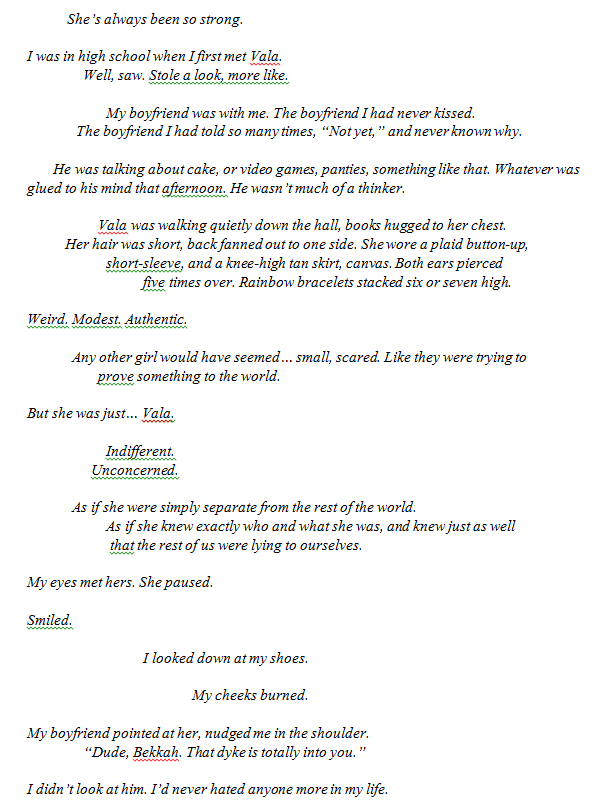 She's always been so strong.
I was in high school when I first met Vala.
Well, saw. Stole a look, more like.
My boyfriend was with me. The boyfriend I had never kissed.
The boyfriend I had told so many times, “Not yet,” and never known why.
He was talking about cake, or video games, panties, something like that. Whatever was
glued to his mind that afternoon. He wasn't much of a thinker.
Vala was walking quietly down the hall, books hugged to her chest.
Her hair was short, back fanned out to one side. She wore a plaid button-up,
short-sleeve, and a knee-high tan skirt, canvas. Both ears pierced
five times over. Rainbow bracelets stacked six or seven high.
Weird. Modest. Authentic.
Any other girl would have seemed… small, scared. Like they were trying to
prove something to the world.
But she was just… Vala.
Indifferent.
Unconcerned.
As if she were simply separate from the rest of the world.
As if she knew exactly who and what she was, and knew just as well
that the rest of us were lying to ourselves.
My eyes met hers. She paused.
Smiled.
I looked down at my shoes.
My cheeks burned.
My boyfriend pointed at her, nudged me in the shoulder.
“Dude, Bekkah. That dyke is totally into you.”
I didn't look at him. I'd never hated anyone more in my life.